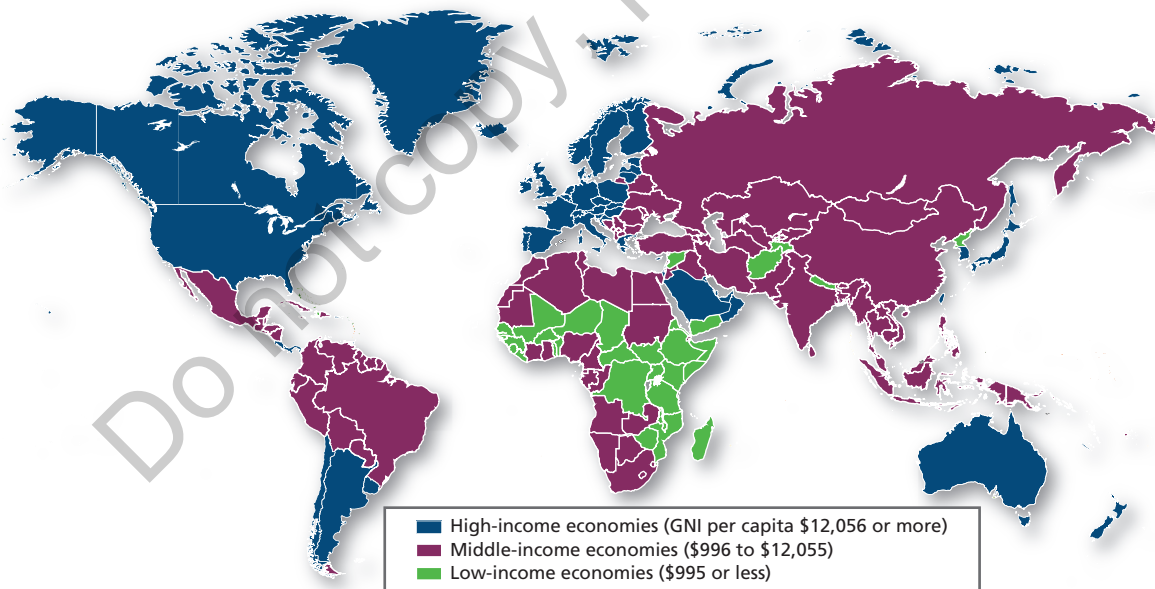 Do not copy,
High-income economies (GNI per capita $12,056 or more)
Middle-income economies ($996 to $12,055)
Low-income economies ($995 or less)